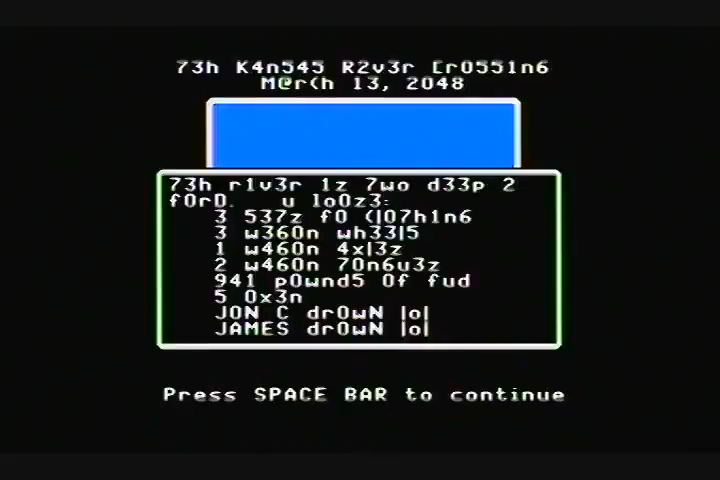 73h K4n545 R2v3r [r0551n6
M@r(h 13, 2048
73h r1v3r 1z 7wo d33p 2
f0rD.   u lo0z3:
3 537z f0 (|07h1n6
3 w360n wh33|5
1 w460n 4x|3z
2 w460n 70n6u3z
941 p0wnd5 0f fud
5 0x3n
JON C dr0wN |o|
JAMES dr0wN |o|
Press SPACE BAR to continue